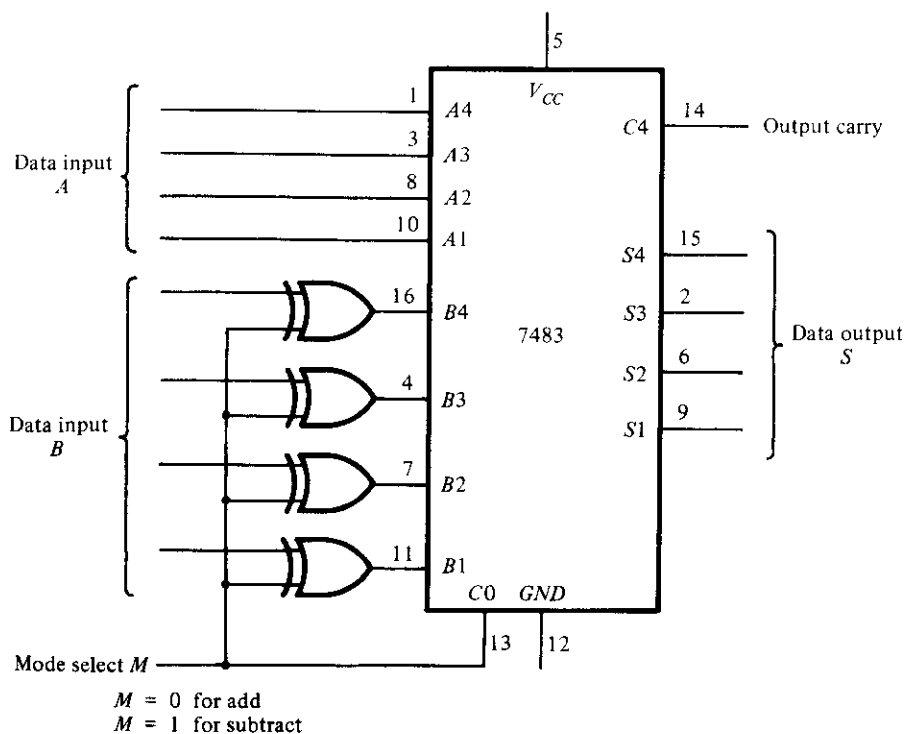 5
V_CC
1
A4
3
A3
8
A2
10
A1
Data input
A
16
B4
4
B3
7
B2
11
B1
Data input
B
7483
C4
14
Output carry
S4
15
S3
2
S2
6
S1
9
Data output
S
C0
GND
13
12
Mode select M
M = 0 for add
M = 1 for subtract